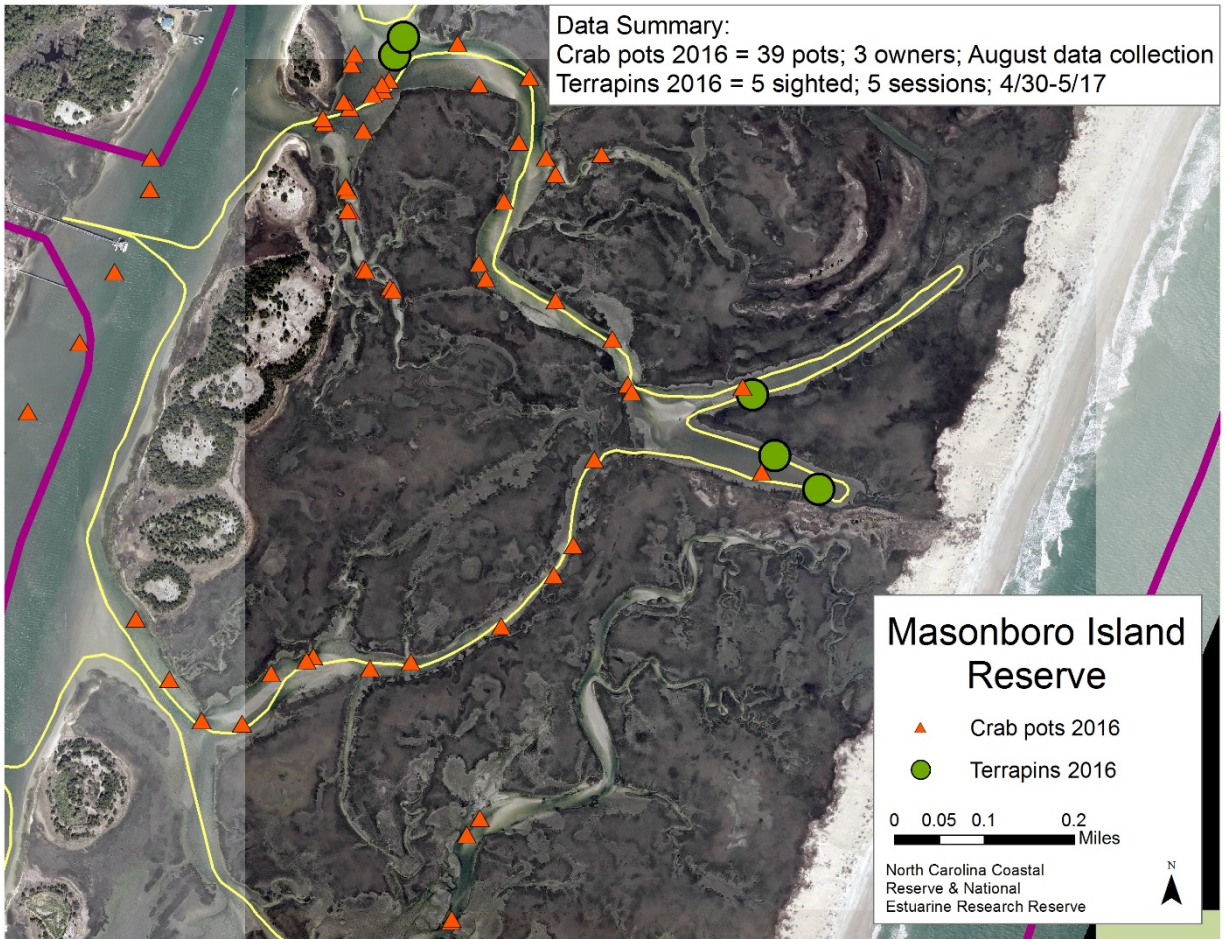 Data Summary:
Crab pots 2016 = 39 pots; 3 owners; August data collection
Terrapins 2016 = 5 sighted; 5 sessions; 4/30-5/17
Masonboro Island
Reserve
Crab pots 2016
Terrapins 2016
0 0.05 0.1 0.2
Miles
North Carolina Coastal
Reserve & National
Estuarine Research Reserve
N